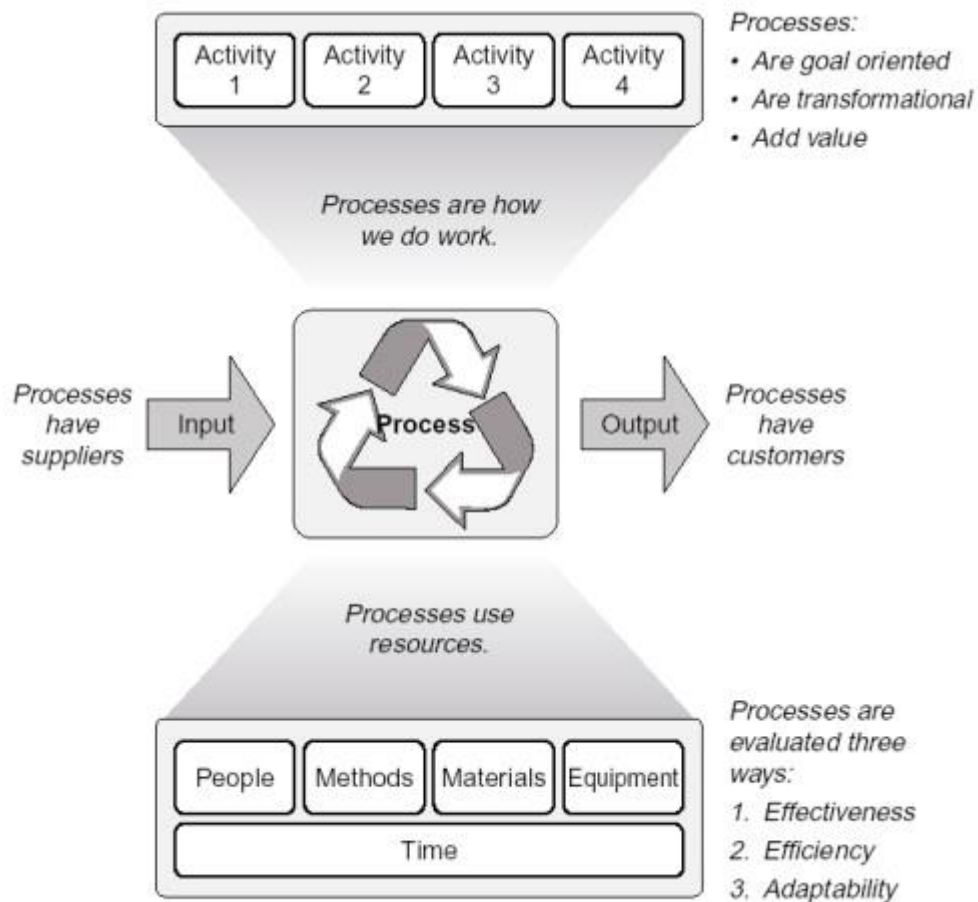 Activity
1
Activity
2
Activity
3
Activity
4
Processes:
• Are goal oriented
• Are transformational
• Add value
Processes are how
we do work.
Processes
have
suppliers
Input
Process
Output
Processes
have
customers
Processes use
resources.
People
Methods
Materials
Equipment
Time
Processes are
evaluated three
ways:
1. Effectiveness
2. Efficiency
3. Adaptability